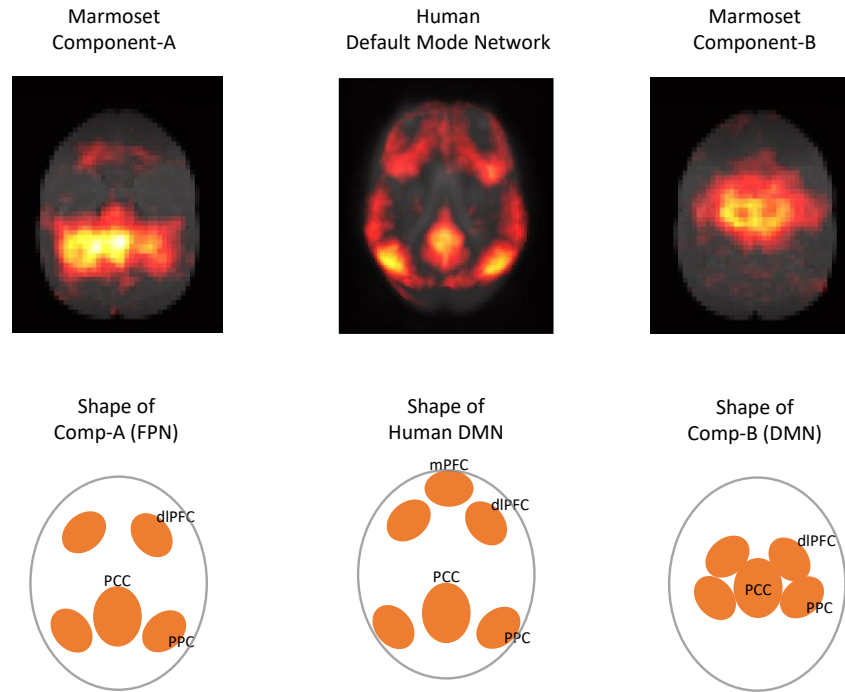 Marmoset
Component-A
Human
Default Mode Network
Marmoset
Component-B
Shape of
Comp-A (FPN)
Shape of
Human DMN
Shape of
Comp-B (DMN)
dlPFC
PCC
PPC
mPFC
dlPFC
PCC
PPC
dlPFC
PCC
PPC